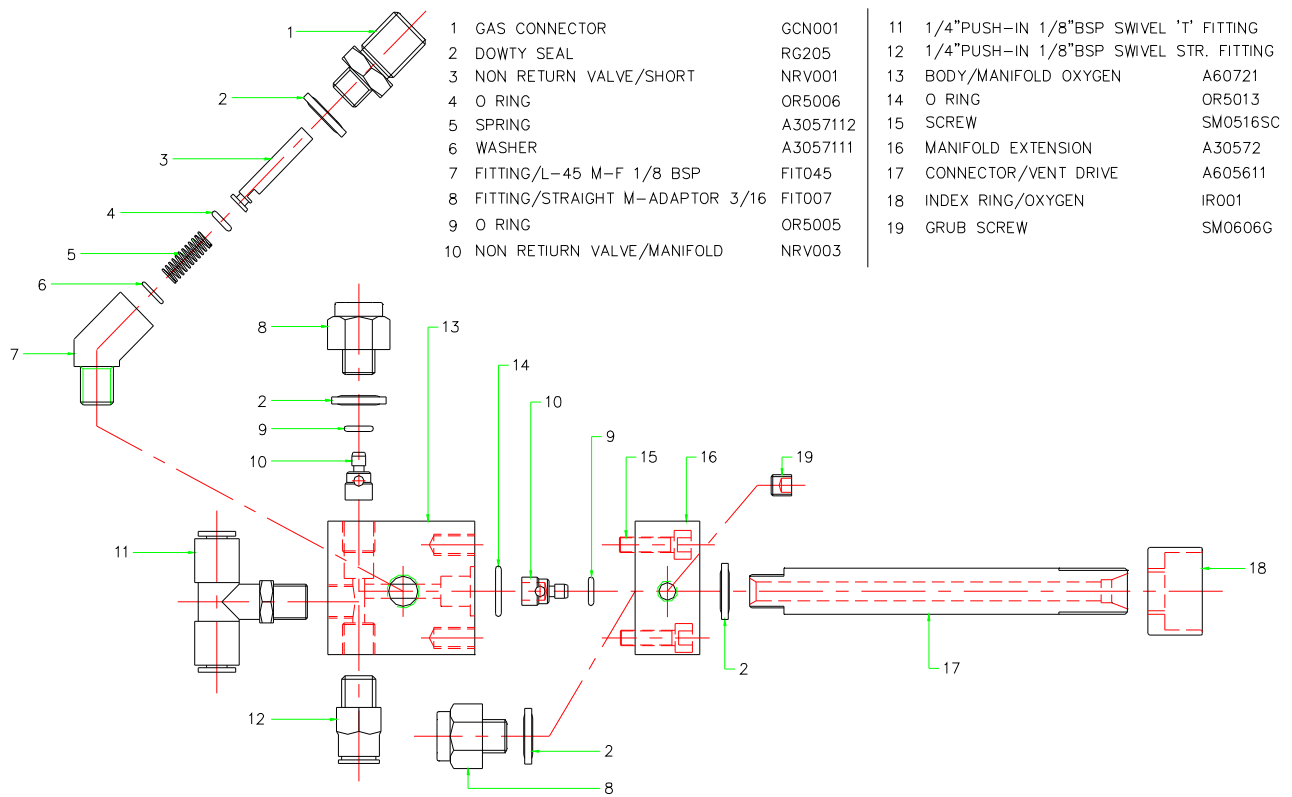 1 GAS CONNECTOR GCN001
2 DOWTY SEAL RG205
3 NON RETURN VALVE/SHORT NRV001
4 O RING OR5006
5 SPRING A3057112
6 WASHER A3057111
7 FITTING/L-45 M-F 1/8 BSP FIT045
8 FITTING/STRAIGHT M-ADAPTOR 3/16 FIT007
9 O RING OR5005
10 NON RETIURN VALVE/MANIFOLD NRV003
11 1/4"PUSH-IN 1/8"BSP SWIVEL 'T' FITTING
12 1/4"PUSH-IN 1/8"BSP SWIVEL STR. FITTING
13 BODY/MANIFOLD OXYGEN A60721
14 O RING OR5013
15 SCREW SM0516SC
16 MANIFOLD EXTENSION A30572
17 CONNECTOR/VENT DRIVE A605611
18 INDEX RING/OXYGEN IR001
19 GRUB SCREW SM0606G
1
2
3
4
5
6
7
8
13
14
2
10
9
9
10
15
16
19
11
18
2
17
12
2
8